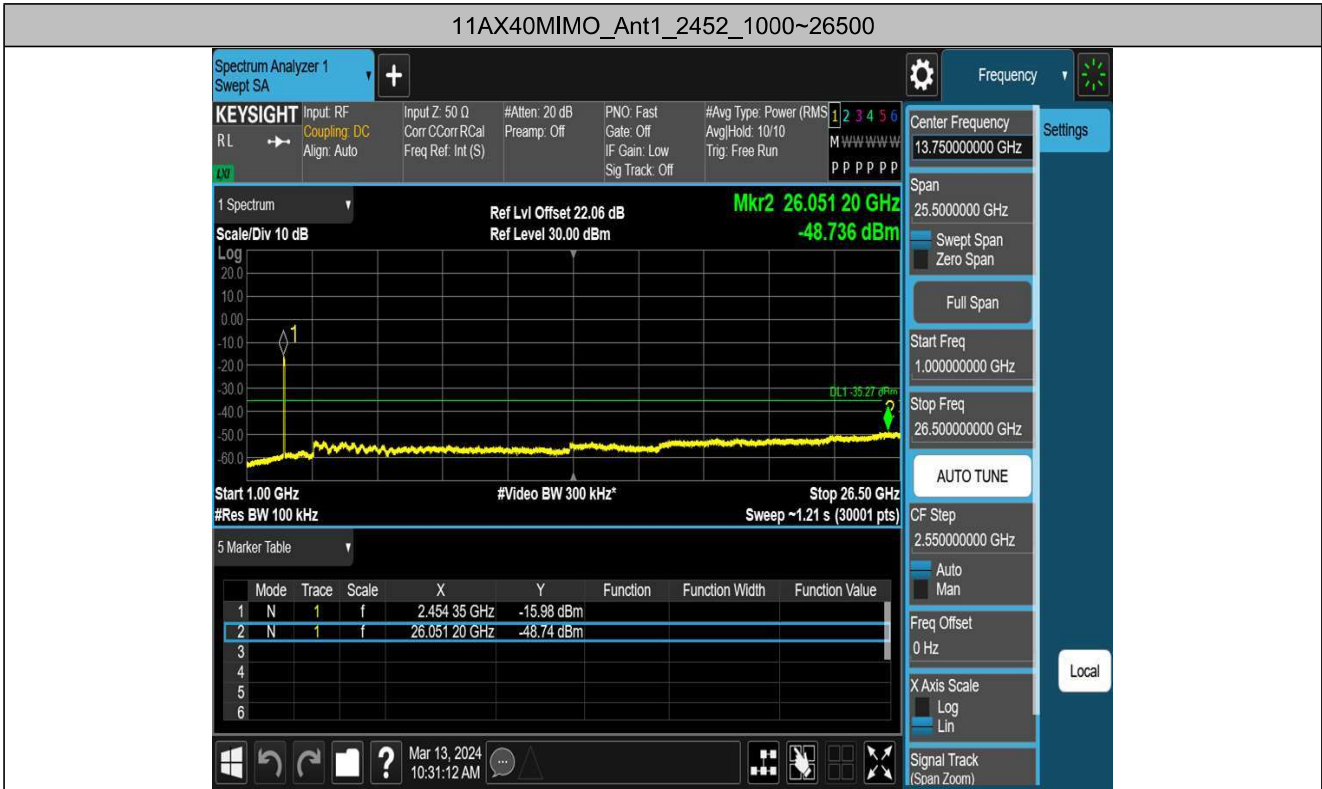 11AX40MIMO_Ant1_2452_1000~26500
Spectrum Analyzer 1
Swept SA
+
Frequency
KEYSIGHT
RL
LXI
Input: RF
Coupling: DC
Align: Auto
Input Z: 50 Ω
Corr CCorr RCal
Freq Ref: Int (S)
#Atten: 20 dB
Preamp: Off
PNO: Fast
Gate: Off
IF Gain: Low
Sig Track: Off
#Avg Type: Power (RMS
Avg|Hold: 10/10
Trig: Free Run
1 2 3 4 5 6
M W W W W W
P P P P P P
1 Spectrum
Scale/Div 10 dB
Ref Lvl Offset 22.06 dB
Ref Level 30.00 dBm
Mkr2 26.051 20 GHz
-48.736 dBm
Log
20.0
10.0
0.00
-10.0
-20.0
-30.0
-40.0
-50.0
-60.0
1
DL1 -35.27 dBm
2
Start 1.00 GHz
#Video BW 300 kHz*
Stop 26.50 GHz
#Res BW 100 kHz
Sweep ~1.21 s (30001 pts)
5 Marker Table
Mode Trace Scale X Y Function Function Width Function Value
1 N 1 f 2.454 35 GHz -15.98 dBm
2 N 1 f 26.051 20 GHz -48.74 dBm
3
4
5
6
?
Mar 13, 2024
10:31:12 AM
Center Frequency
13.750000000 GHz
Settings
Span
25.5000000 GHz
Swept Span
Zero Span
Full Span
Start Freq
1.000000000 GHz
Stop Freq
26.500000000 GHz
AUTO TUNE
CF Step
2.550000000 GHz
Auto
Man
Freq Offset
0 Hz
Local
X Axis Scale
Log
Lin
Signal Track
(Span Zoom)